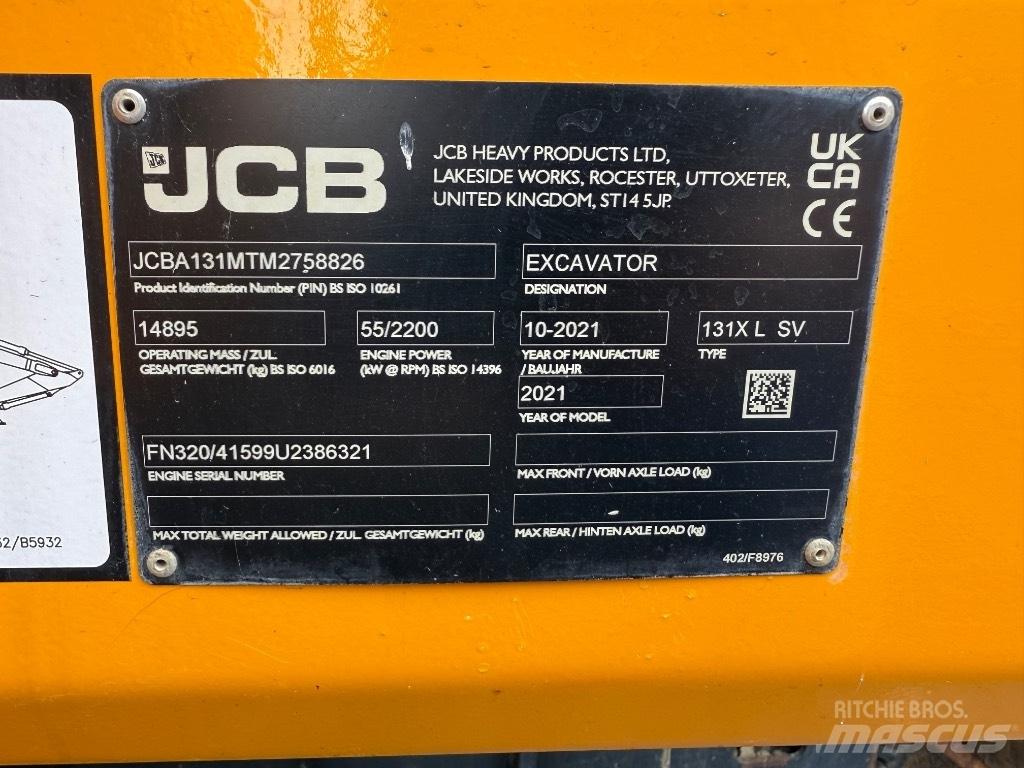 JCB
JCB HEAVY PRODUCTS LTD,
LAKESIDE WORKS, ROCESTER, UTTOXETER,
UNITED KINGDOM, ST14 5JP.
UK
CA
CE
JCBA131MTM2758826
Product Identification Number (PIN) BS ISO 10261
EXCAVATOR
DESIGNATION
14895
OPERATING MASS / ZUL.
GESAMTGEWICHT (kg) BS ISO 6016
55/2200
ENGINE POWER
(kW @ RPM) BS ISO 14396
10-2021
YEAR OF MANUFACTURE
/ BAUJAHR
131X L SV
TYPE
2021
YEAR OF MODEL
FN320/41599U2386321
ENGINE SERIAL NUMBER
MAX FRONT / VORN AXLE LOAD (kg)
MAX TOTAL WEIGHT ALLOWED / ZUL. GESAMTGEWICHT (kg)
MAX REAR / HINTEN AXLE LOAD (kg)
402/F8976
/B5932
RITCHIE BROS.
MASCUS